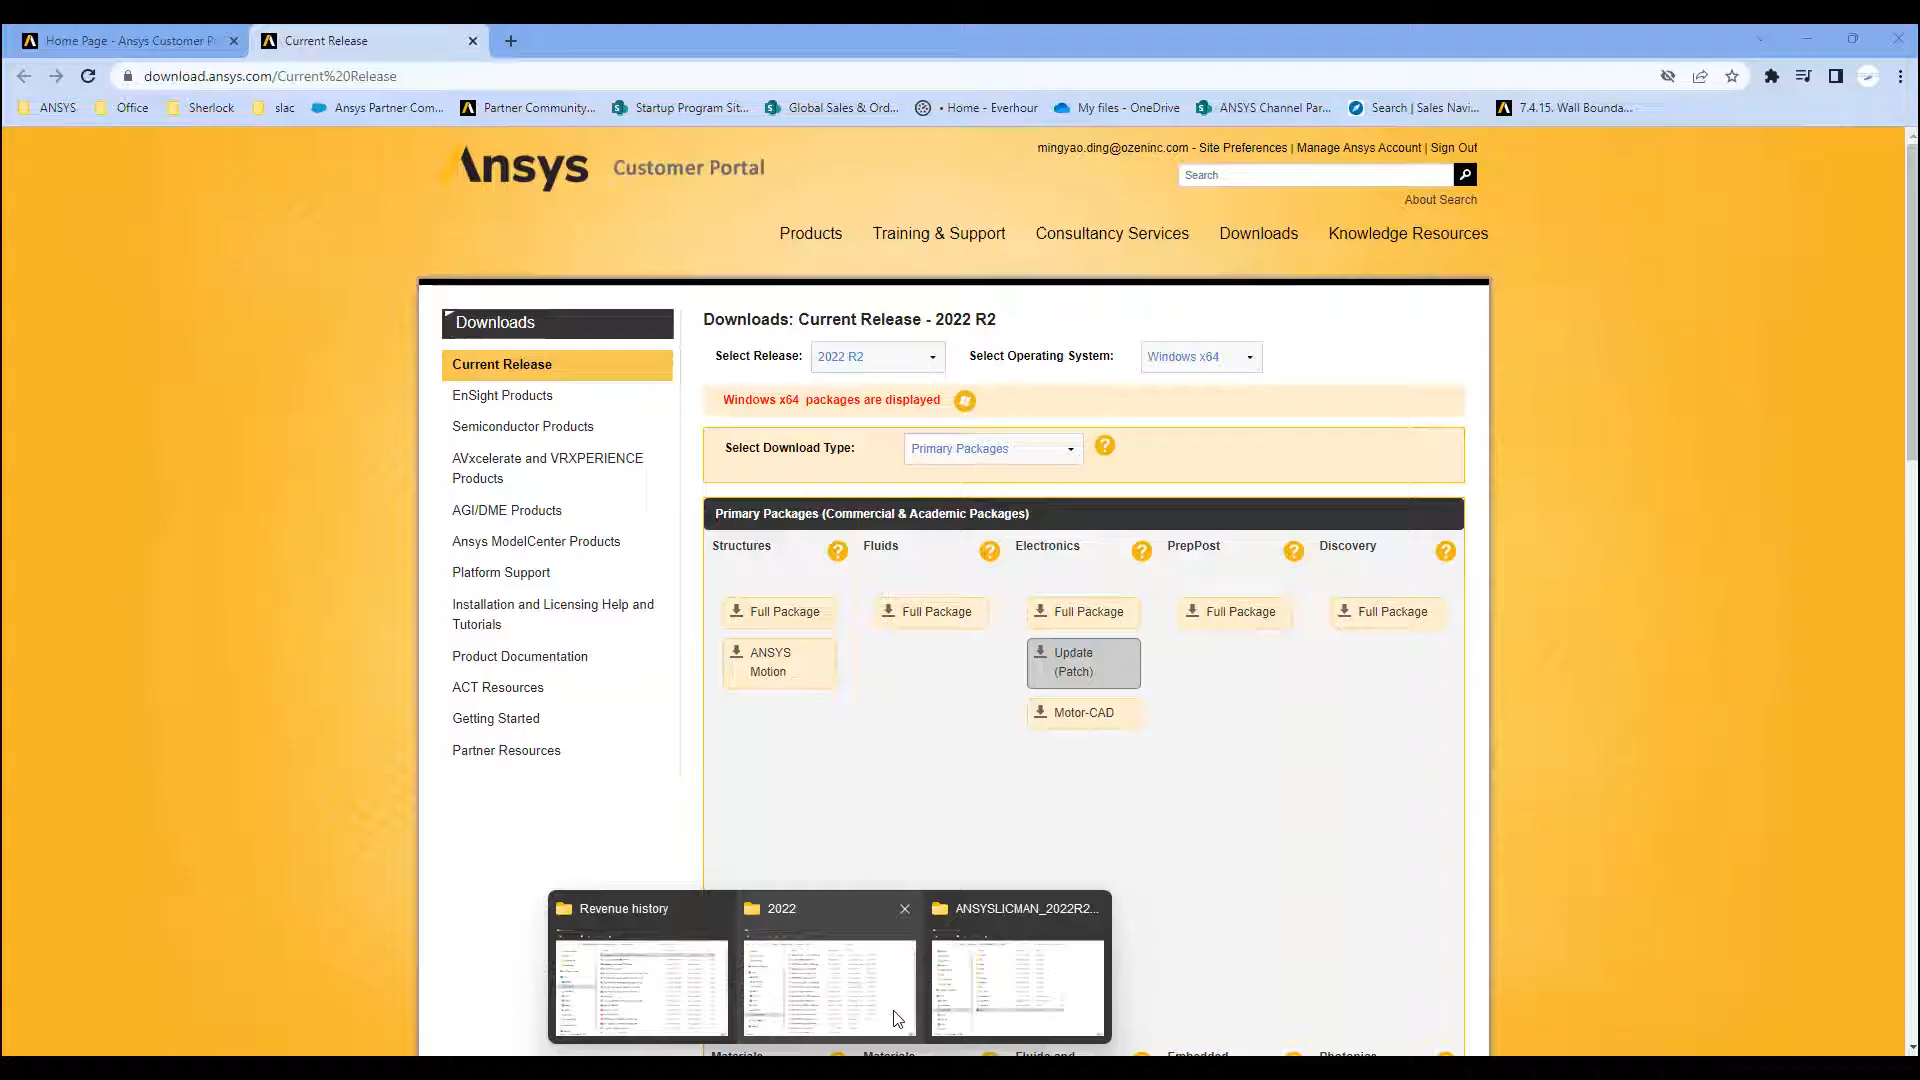 Home Page - Ansys Customer P
Current Release
download.ansys.com/Current%20Release
ANSYS
Office
Sherlock
slac
Ansys Partner Com...
Partner Community...
Startup Program Sit...
Global Sales & Ord...
• Home - Everhour
My files - OneDrive
ANSYS Channel Par...
Search | Sales Navi...
7.4.15. Wall Bounda...
Ansys
Customer Portal
mingyao.ding@ozeninc.com - Site Preferences | Manage Ansys Account | Sign Out
Search
About Search
Products
Training & Support
Consultancy Services
Downloads
Knowledge Resources
Downloads
Current Release
EnSight Products
Semiconductor Products
AVxcelerate and VRXPERIENCE
Products
AGI/DME Products
Ansys ModelCenter Products
Platform Support
Installation and Licensing Help and
Tutorials
Product Documentation
ACT Resources
Getting Started
Partner Resources
Downloads: Current Release - 2022 R2
Select Release:
2022 R2
Select Operating System:
Windows x64
Windows x64 packages are displayed
Select Download Type:
Primary Packages
?
Primary Packages (Commercial & Academic Packages)
Structures
?
Fluids
?
Electronics
?
PrepPost
?
Discovery
?
Full Package
Full Package
Full Package
Full Package
Full Package
ANSYS
Motion
Update
(Patch)
Motor-CAD
Revenue history
2022
ANSYSLICMAN_2022R2...
Materials
Materials
Fluids and
Embedded
Photonics